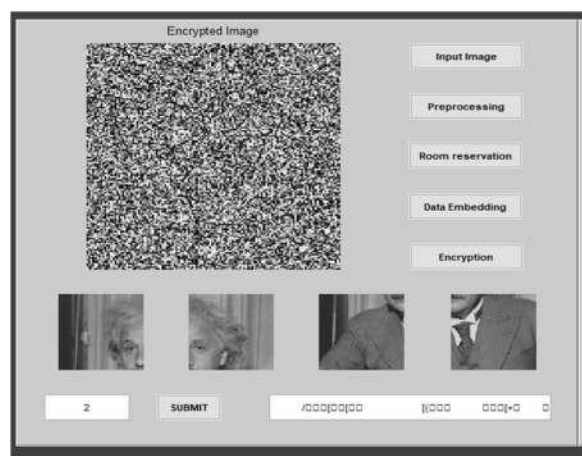 Encrypted Image
Input Image
Preprocessing
Room reservation
Data Embedding
Encryption
2
SUBMIT